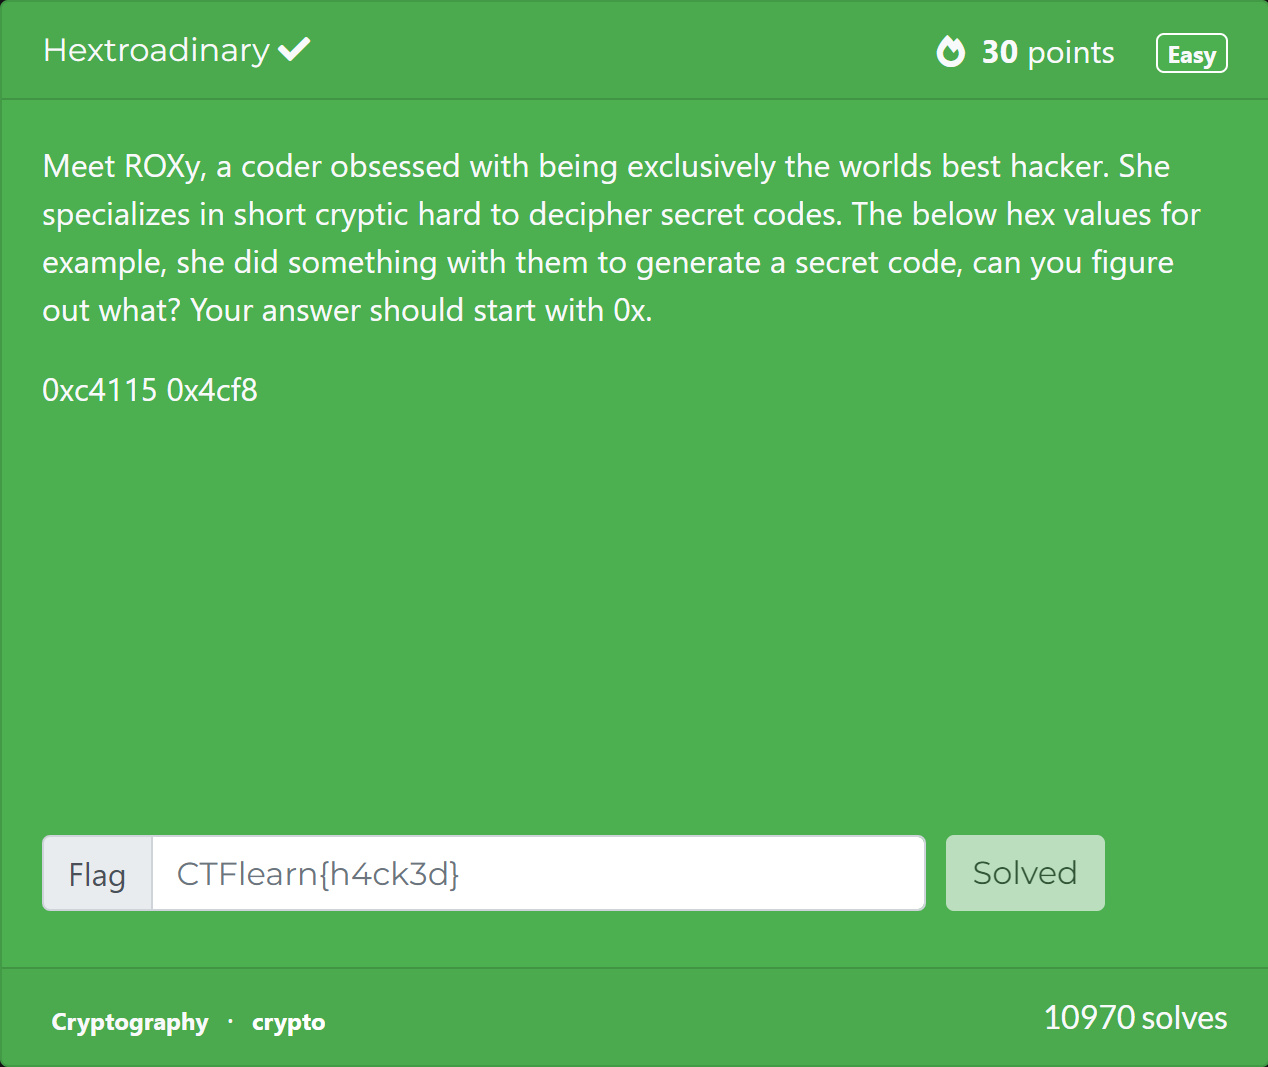 Hextroadinary
30 points
Easy
Meet ROXy, a coder obsessed with being exclusively the worlds best hacker. She
specializes in short cryptic hard to decipher secret codes. The below hex values for
example, she did something with them to generate a secret code, can you figure
out what? Your answer should start with 0x.
0xc4115 0x4cf8
Flag
CTFlearn{h4ck3d}
Solved
Cryptography · crypto
10970 solves